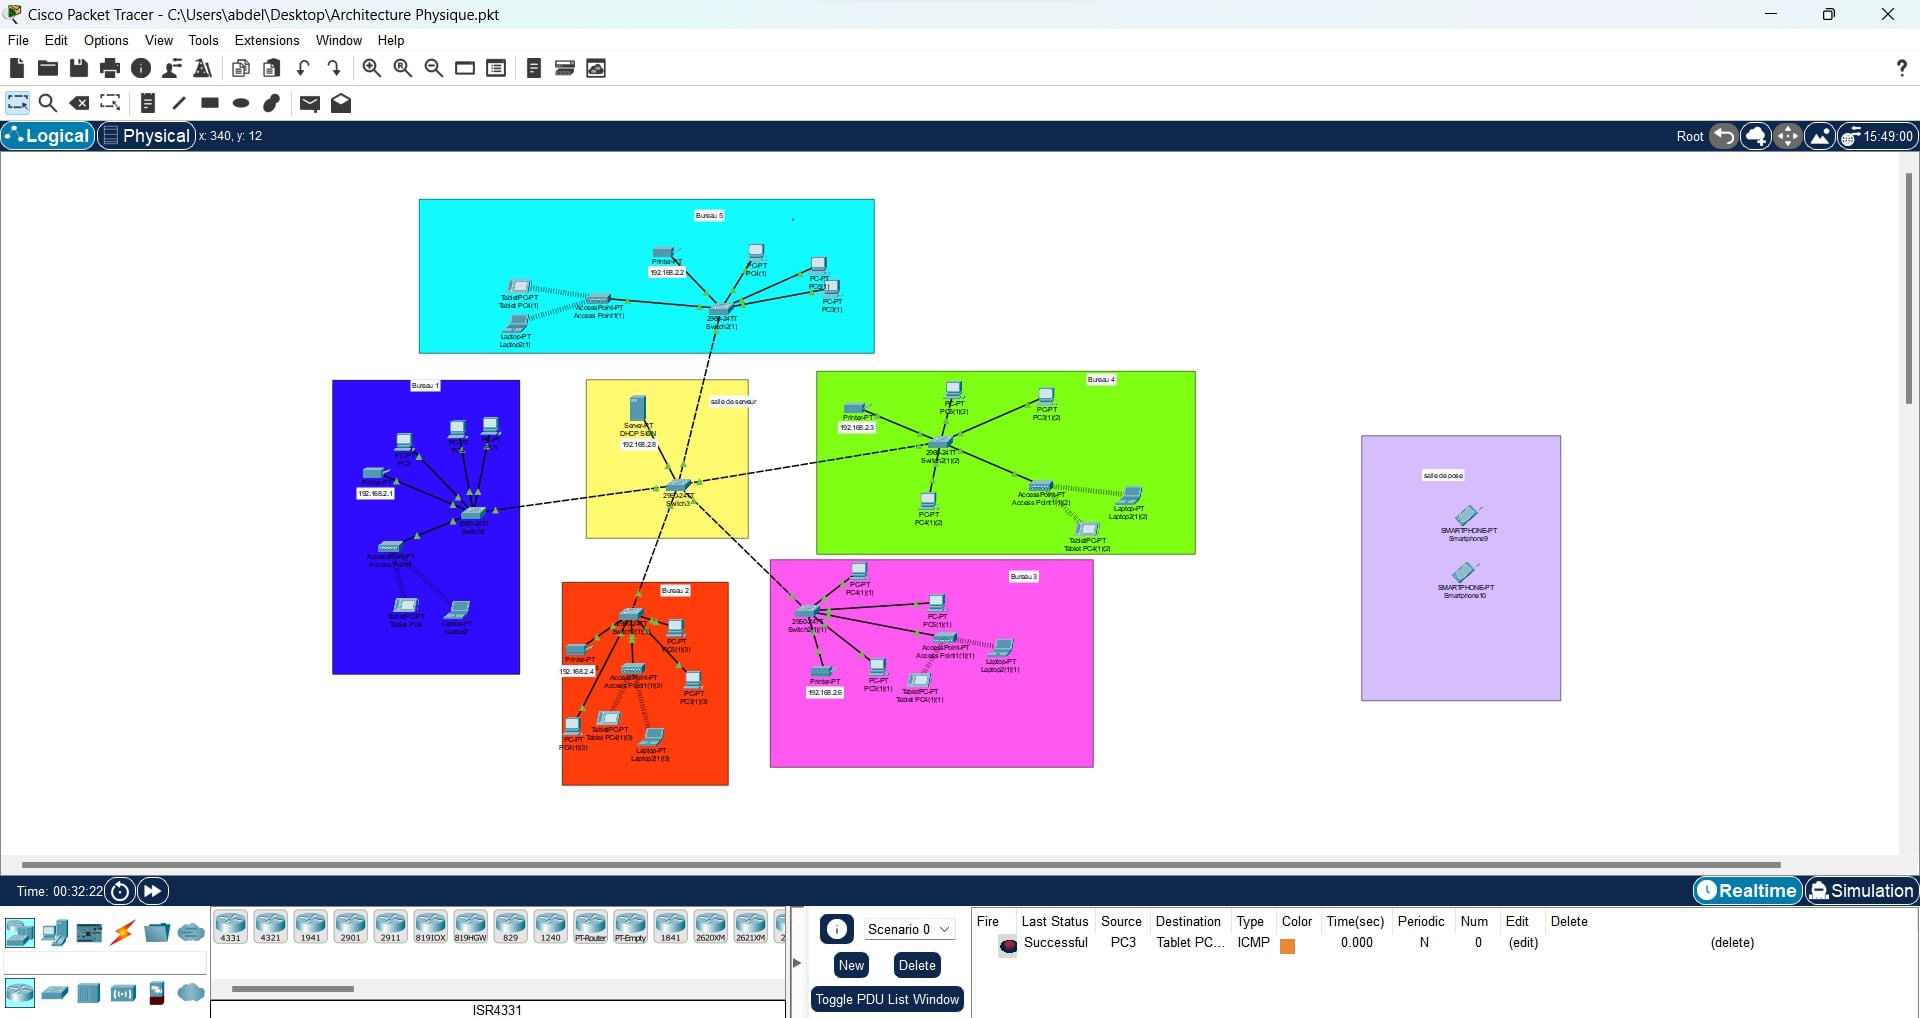 Cisco Packet Tracer - C:\Users\abdel\Desktop\Architecture Physique.pkt
File Edit Options View Tools Extensions Window Help
Logical Physical x: 340, y: 12 Root 15:49:00
Bureau 5
Printer-PT
192.168.2.2
PC-PT
PC4(1)
PC-PT
PC5(1)
PC-PT
PC3(1)
TabletPC-PT
Tablet PC4(1)
AccessPoint-PT
Access Point1(1)
2960-24TT
Switch2(1)
Laptop-PT
Laptop2(1)
Bureau 1
PC-PT
PC3
Printer-PT
192.168.2.1
2960-24TT
Switch2
AccessPoint-PT
TabletPC-PT
Tablet PC4
Laptop-PT
Laptop2
salle de serveur
Server-PT
192.168.2.8
2960-24TT
Switch3
Bureau 4
Printer-PT
192.168.2.3
PC-PT
PC5(1)(2)
PC-PT
PC3(1)(2)
2960-24TT
Switch2(1)(2)
PC-PT
PC4(1)(2)
AccessPoint-PT
Access Point1(1)(2)
Laptop-PT
Laptop2(1)(2)
TabletPC-PT
Tablet PC4(1)(2)
salle de pose
SMARTPHONE-PT
Smartphone9
SMARTPHONE-PT
Smartphone10
Bureau 2
2960-24TT
Switch2(1)(3)
PC-PT
PC5(1)(3)
Printer-PT
192.168.2.4
AccessPoint-PT
Access Point1(1)(3)
PC-PT
PC3(1)(3)
PC-PT
PC4(1)(3)
TabletPC-PT
Tablet PC4(1)(3)
Laptop-PT
Laptop2(1)(3)
Bureau 3
PC-PT
PC4(1)(1)
2960-24TT
Switch2(1)(1)
PC-PT
PC5(1)(1)
AccessPoint-PT
Access Point1(1)(1)
Laptop-PT
Laptop2(1)(1)
Printer-PT
192.168.2.6
PC-PT
PC3(1)(1)
TabletPC-PT
Tablet PC4(1)(1)
Time: 00:32:22 Realtime Simulation
4331 4321 1941 2901 2911 819IOX 819HGW 829 1240 PT-Router PT-Empty 1841 2620XM 2621XM
ISR4331
Scenario 0
New Delete
Toggle PDU List Window
Fire Last Status Source Destination Type Color Time(sec) Periodic Num Edit Delete
Successful PC3 Tablet PC... ICMP 0.000 N 0 (edit) (delete)